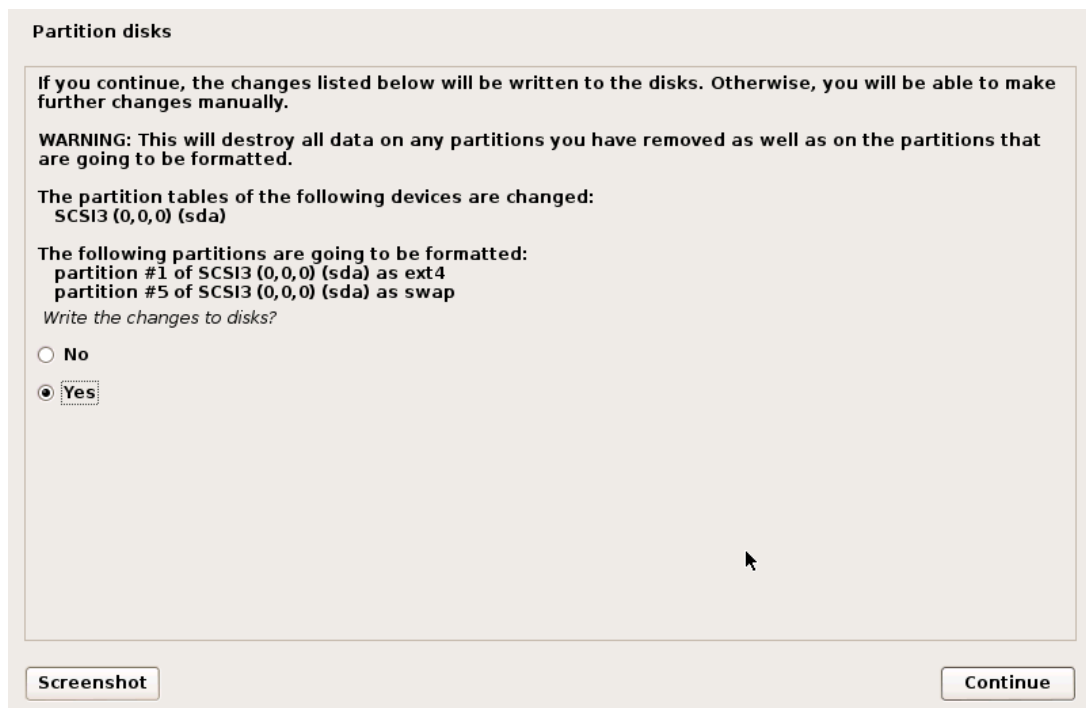 Partition disks
If you continue, the changes listed below will be written to the disks. Otherwise, you will be able to make
further changes manually.
WARNING: This will destroy all data on any partitions you have removed as well as on the partitions that
are going to be formatted.
The partition tables of the following devices are changed:
SCSI3 (0,0,0) (sda)
The following partitions are going to be formatted:
partition #1 of SCSI3 (0,0,0) (sda) as ext4
partition #5 of SCSI3 (0,0,0) (sda) as swap
Write the changes to disks?
No
Yes
Screenshot
Continue